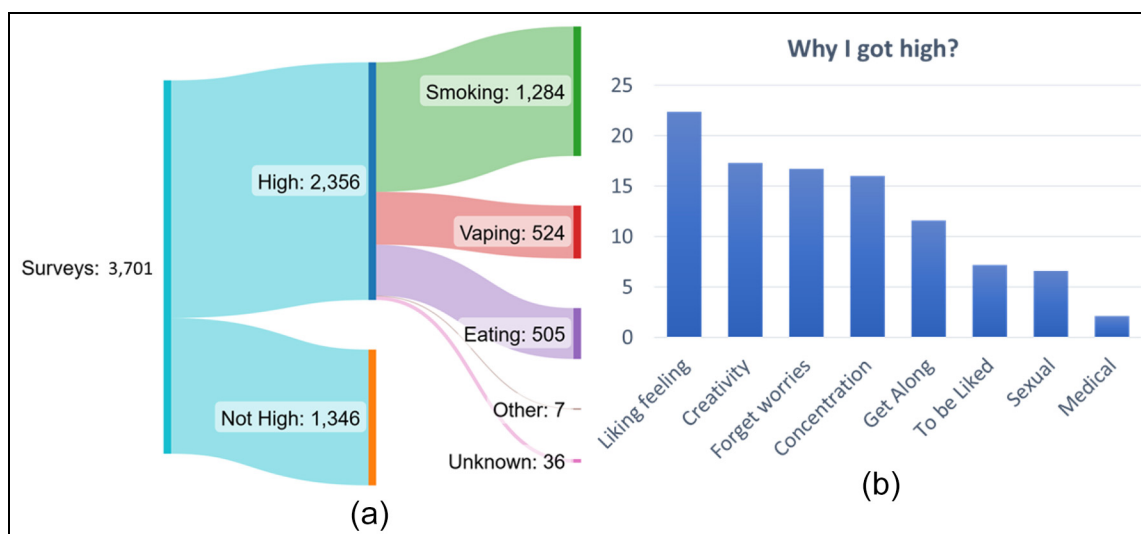 Surveys: 3,701
High: 2,356
Not High: 1,346
Smoking: 1,284
Vaping: 524
Eating: 505
Other: 7
Unknown: 36
(a)
Why I got high?
25
20
15
10
5
0
Liking feeling
Creativity
Forget worries
Concentration
Get Along
To be Liked
Sexual
Medical
(b)